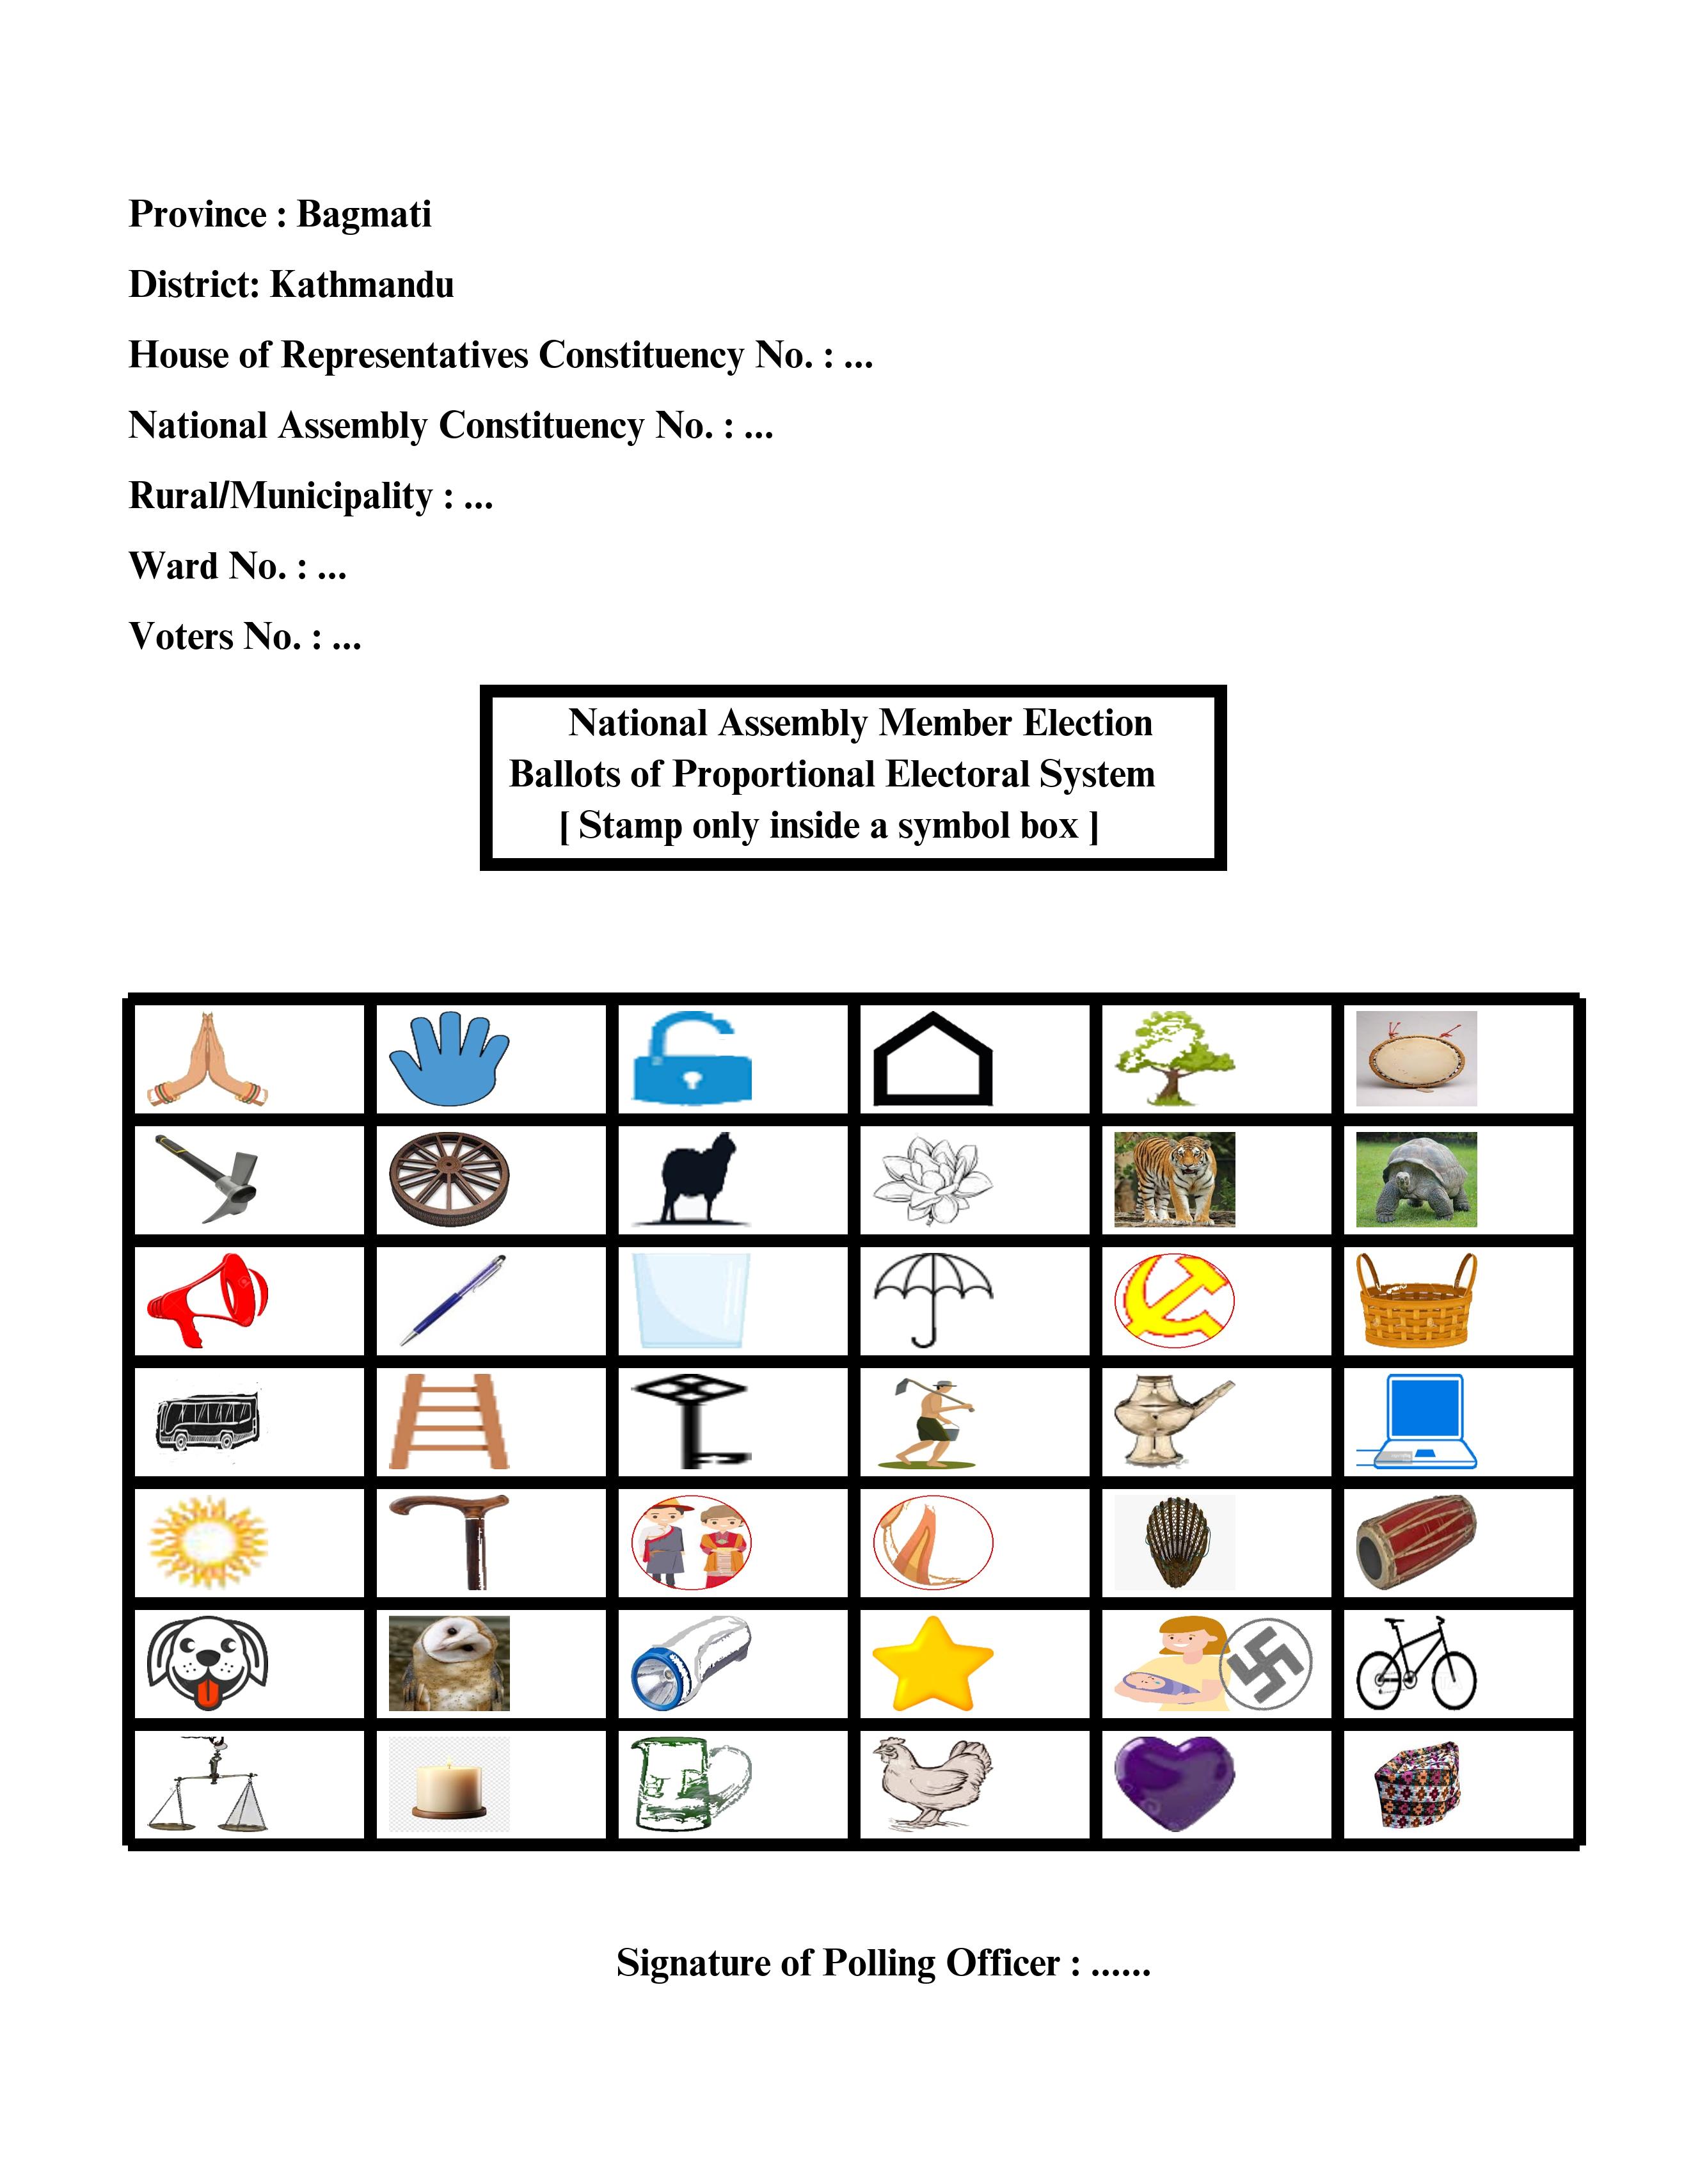 Province : Bagmati
District: Kathmandu
House of Representatives Constituency No. : ...
National Assembly Constituency No. : ...
Rural/Municipality : ...
Ward No. : ...
Voters No. : ...
National Assembly Member Election
Ballots of Proportional Electoral System
[ Stamp only inside a symbol box ]
Signature of Polling Officer : ......